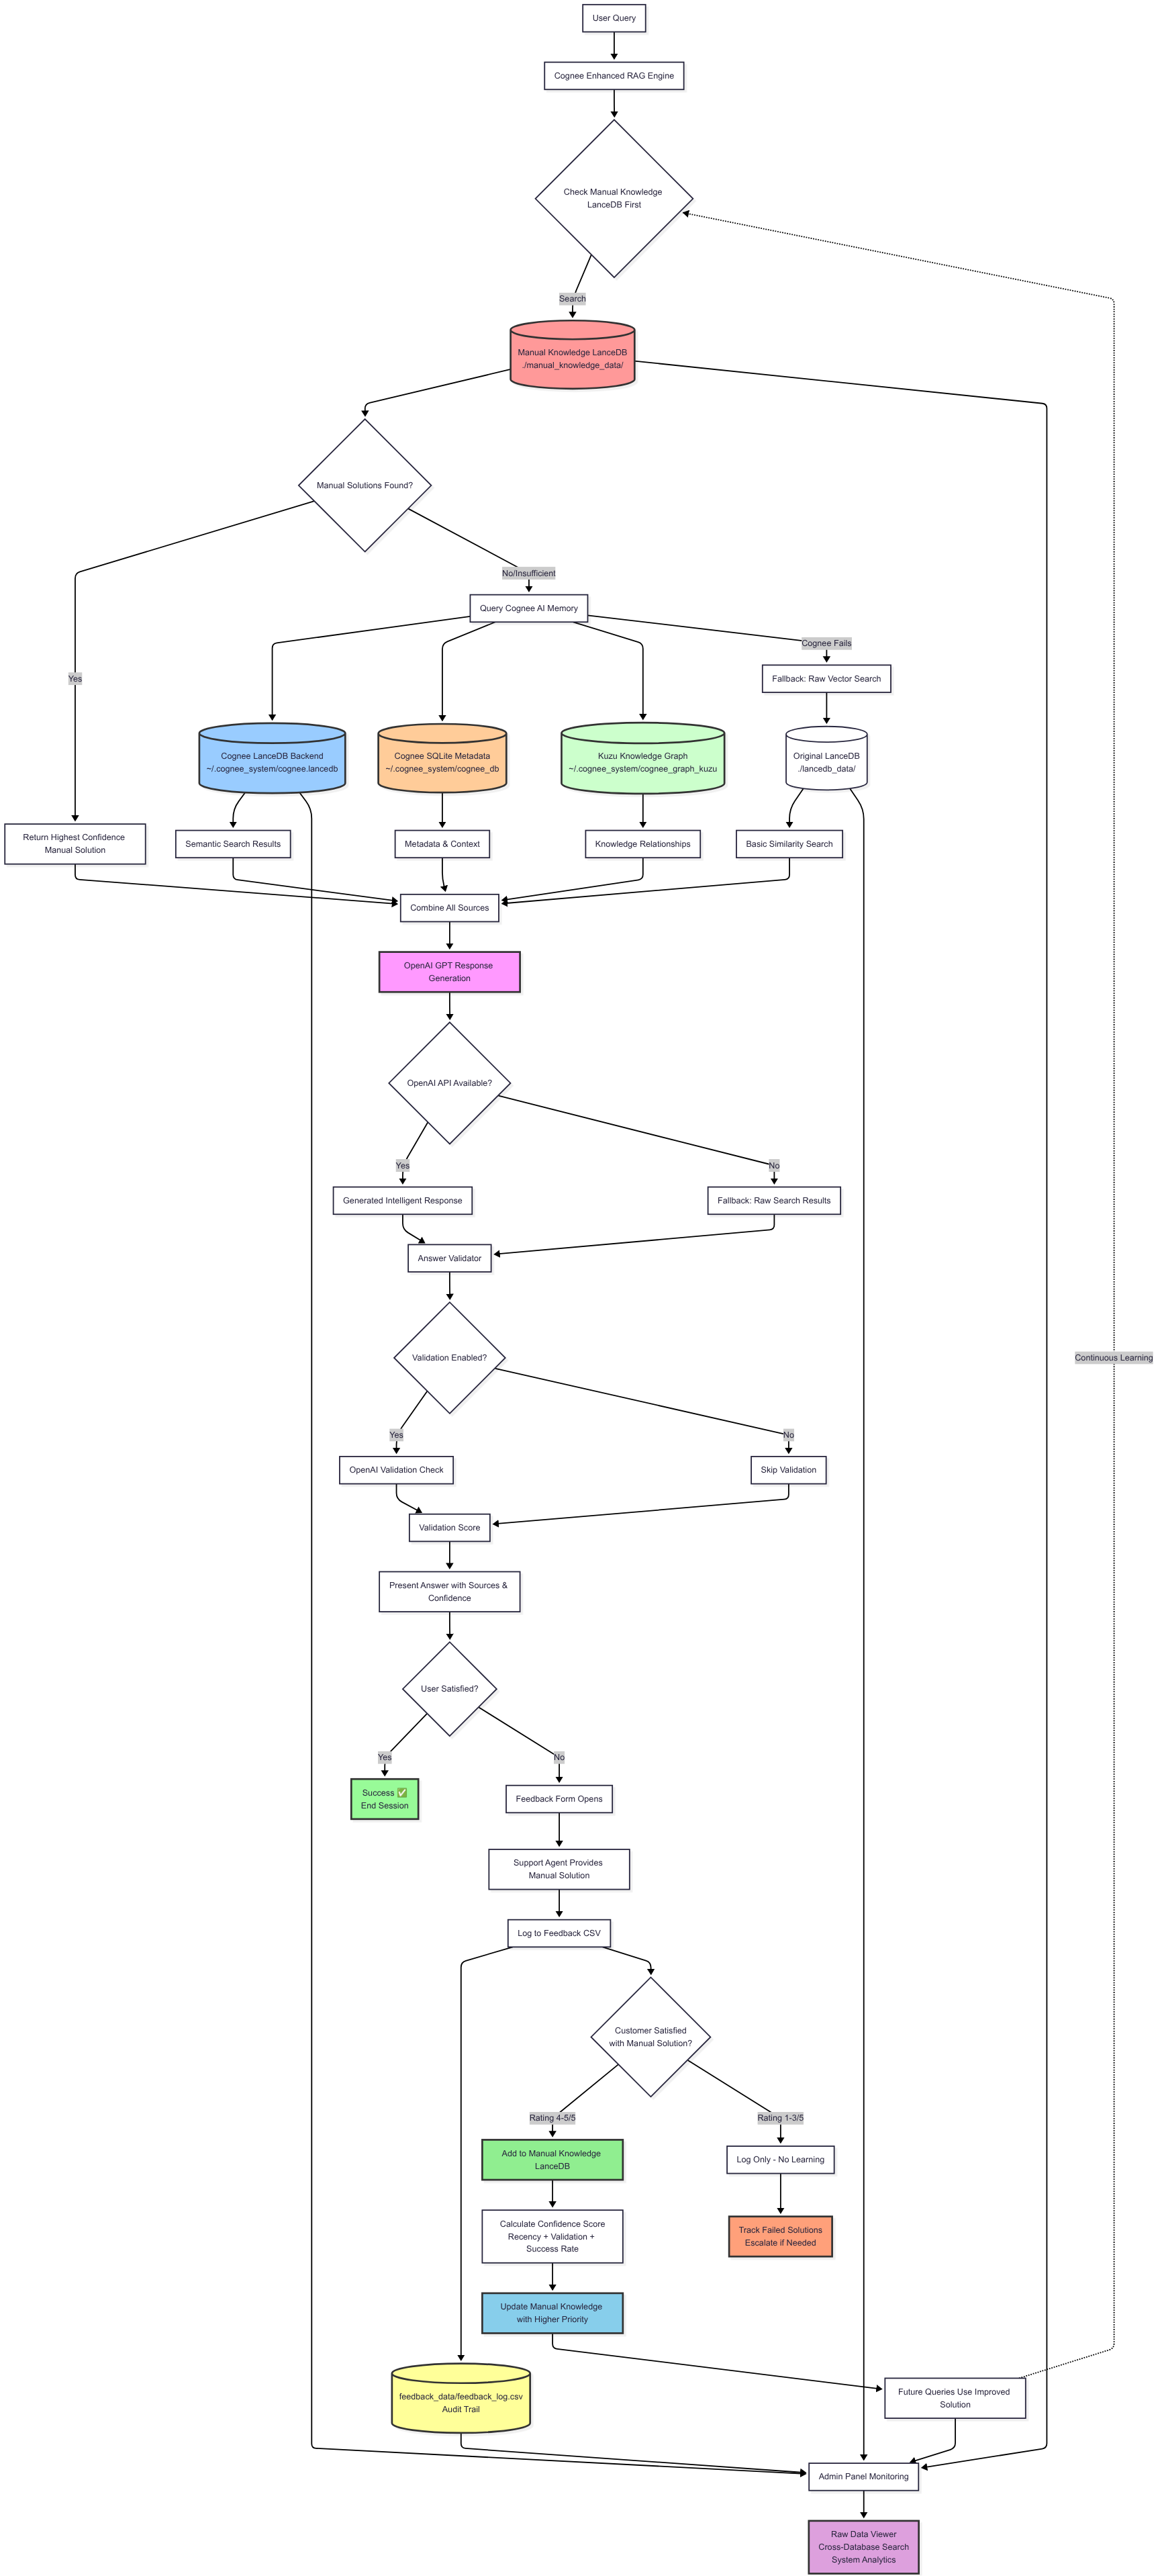 User Query
Cognee Enhanced RAG Engine
Check Manual Knowledge
LanceDB First
Search
Manual Knowledge LanceDB
./manual_knowledge_data/
Manual Solutions Found?
No/Insufficient
Query Cognee AI Memory
Cognee Fails
Yes
Fallback: Raw Vector Search
Cognee LanceDB Backend
~/.cognee_system/cognee.lancedb
Cognee SQLite Metadata
~/.cognee_system/cognee_db
Kuzu Knowledge Graph
~/.cognee_system/cognee_graph_kuzu
Original LanceDB
./lancedb_data/
Return Highest Confidence
Manual Solution
Semantic Search Results
Metadata & Context
Knowledge Relationships
Basic Similarity Search
Combine All Sources
OpenAI GPT Response
Generation
OpenAI API Available?
Yes
No
Generated Intelligent Response
Fallback: Raw Search Results
Answer Validator
Validation Enabled?
Continuous Learning
Yes
No
OpenAI Validation Check
Skip Validation
Validation Score
Present Answer with Sources &
Confidence
User Satisfied?
Yes
No
Success ✅
End Session
Feedback Form Opens
Support Agent Provides
Manual Solution
Log to Feedback CSV
Customer Satisfied
with Manual Solution?
Rating 4-5/5
Rating 1-3/5
Add to Manual Knowledge
LanceDB
Log Only - No Learning
Calculate Confidence Score
Recency + Validation +
Success Rate
Track Failed Solutions
Escalate if Needed
Update Manual Knowledge
with Higher Priority
feedback_data/feedback_log.csv
Audit Trail
Future Queries Use Improved
Solution
Admin Panel Monitoring
Raw Data Viewer
Cross-Database Search
System Analytics